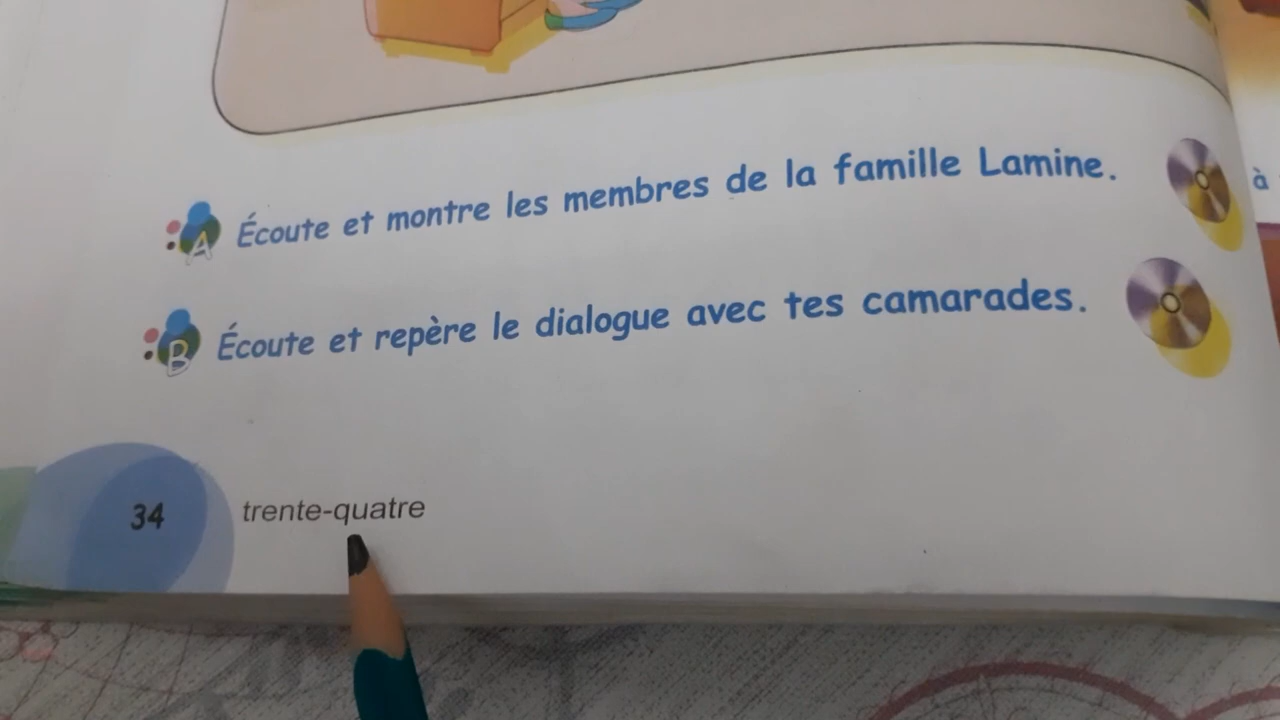 A Écoute et montre les membres de la famille Lamine.
B Écoute et repère le dialogue avec tes camarades.
34 trente-quatre
à